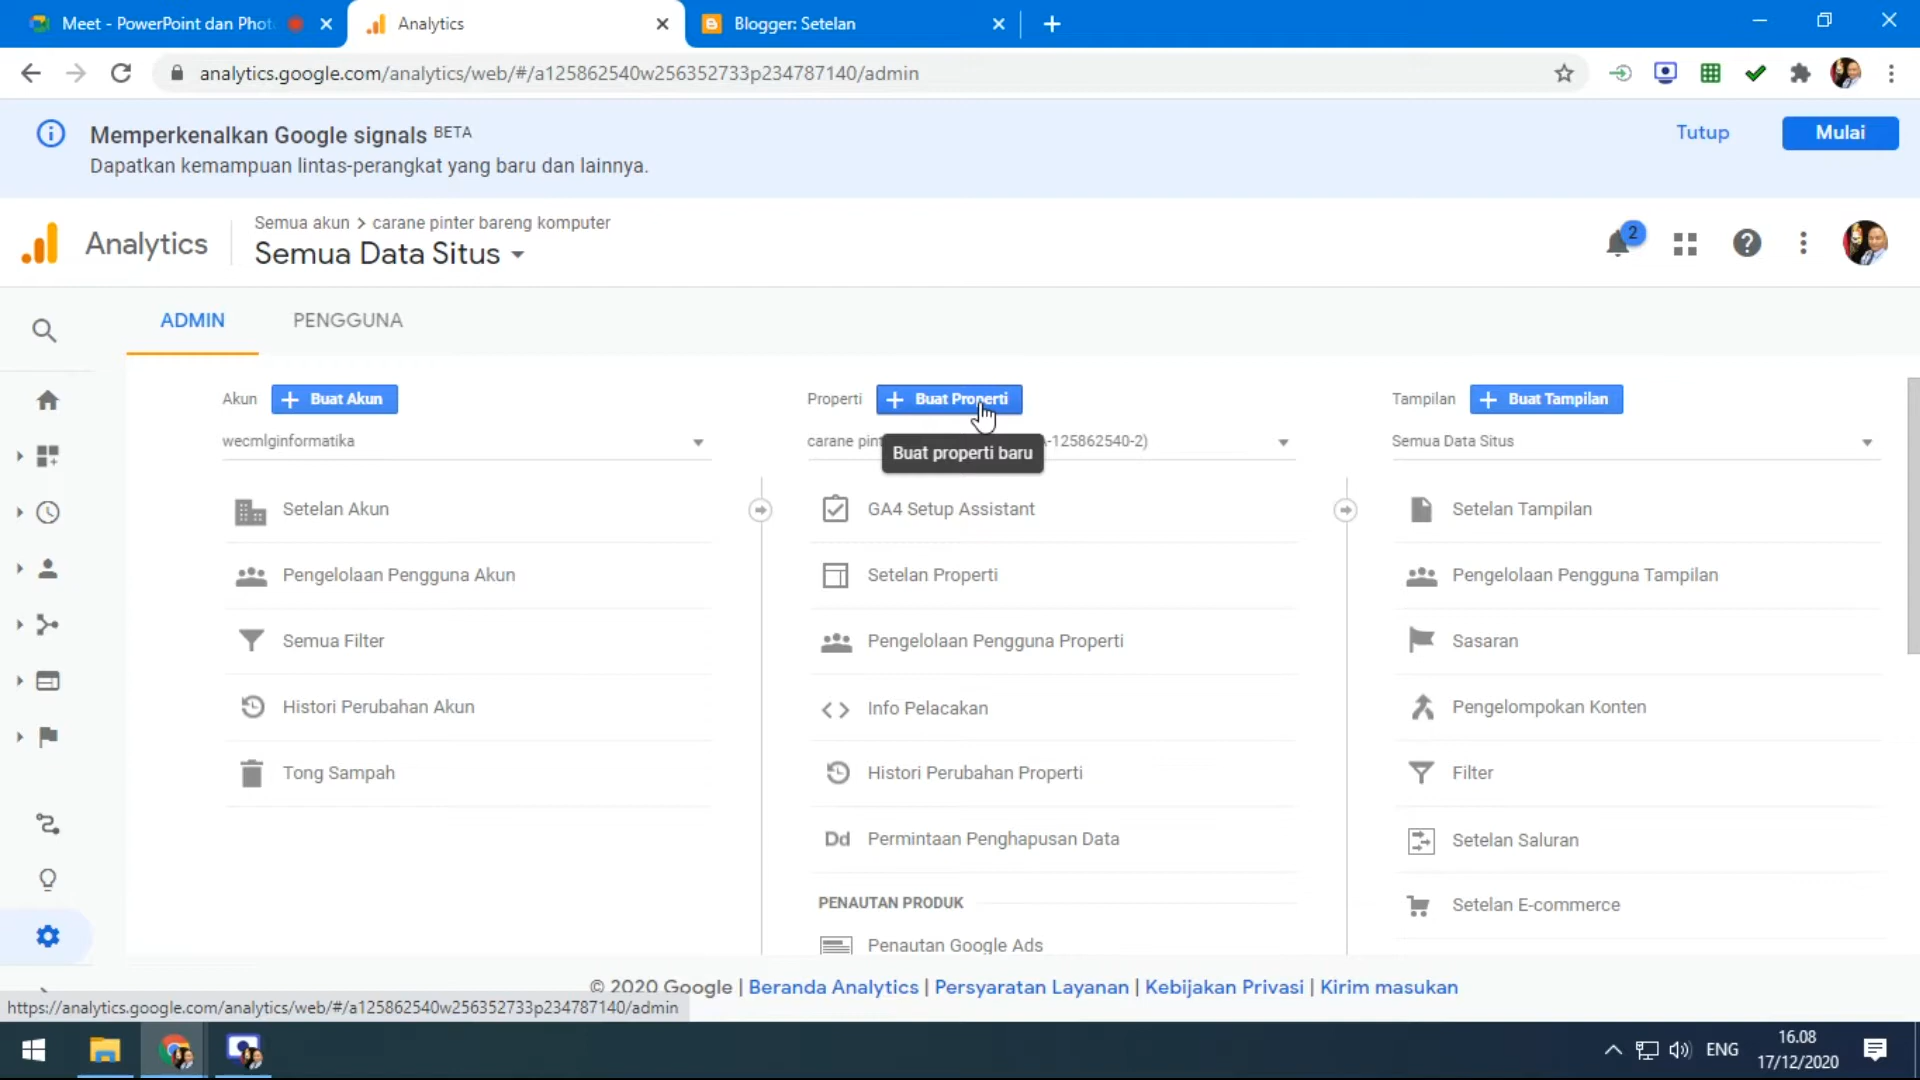 Meet - PowerPoint dan Phot
Analytics
Blogger: Setelan
analytics.google.com/analytics/web/#/a125862540w256352733p234787140/admin
Memperkenalkan Google signals BETA
Dapatkan kemampuan lintas-perangkat yang baru dan lainnya.
Tutup
Mulai
Analytics
Semua akun > carane pinter bareng komputer
Semua Data Situs
2
ADMIN
PENGGUNA
Akun
Buat Akun
wecmlginformatika
Setelan Akun
Pengelolaan Pengguna Akun
Semua Filter
Histori Perubahan Akun
Tong Sampah
Properti
Buat Properti
carane pin
-125862540-2)
Buat properti baru
GA4 Setup Assistant
Setelan Properti
Pengelolaan Pengguna Properti
Info Pelacakan
Histori Perubahan Properti
Dd Permintaan Penghapusan Data
PENAUTAN PRODUK
Penautan Google Ads
Tampilan
Buat Tampilan
Semua Data Situs
Setelan Tampilan
Pengelolaan Pengguna Tampilan
Sasaran
Pengelompokan Konten
Filter
Setelan Saluran
Setelan E-commerce
© 2020 Google | Beranda Analytics | Persyaratan Layanan | Kebijakan Privasi | Kirim masukan
https://analytics.google.com/analytics/web/#/a125862540w256352733p234787140/admin
ENG
16.08
17/12/2020